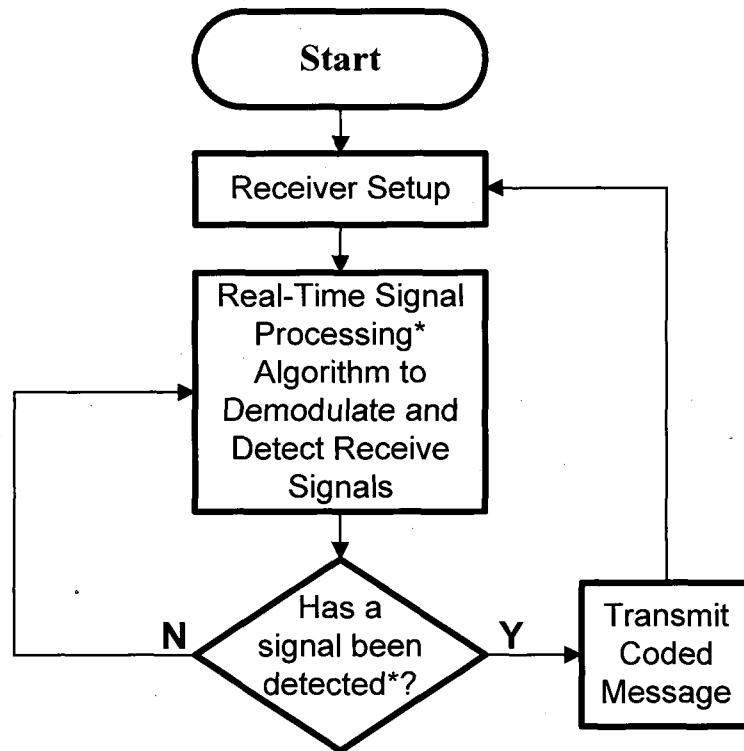 Start
Receiver Setup
Real-Time Signal
Processing*
Algorithm to
Demodulate and
Detect Receive
Signals
Has a
signal been
detected*?
N
Y
Transmit
Coded
Message